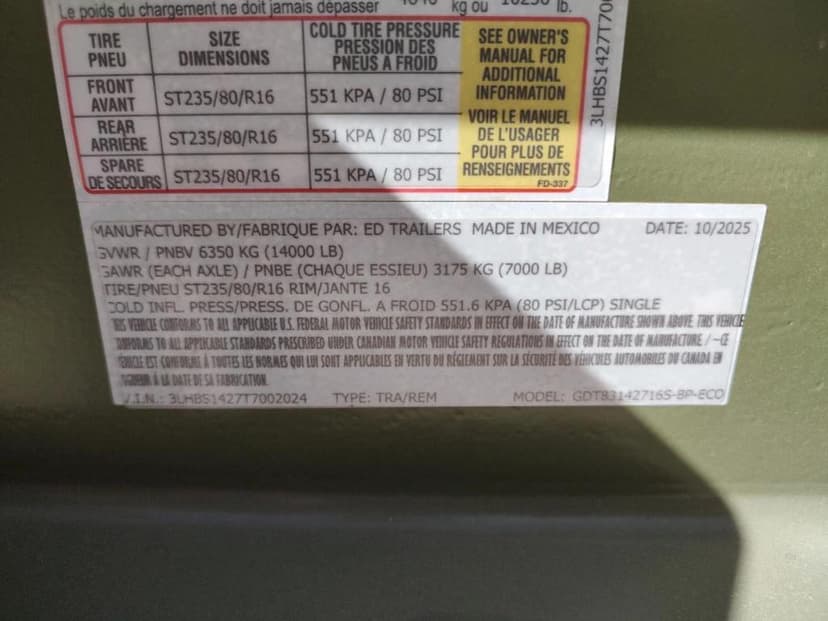 Le poids du chargement ne doit jamais dépasser kg ou lb.
TIRE PNEU SIZE DIMENSIONS COLD TIRE PRESSURE PRESSION DES PNEUS A FROID
FRONT AVANT ST235/80/R16 551 KPA / 80 PSI
REAR ARRIÈRE ST235/80/R16 551 KPA / 80 PSI
SPARE DE SECOURS ST235/80/R16 551 KPA / 80 PSI
SEE OWNER'S
MANUAL FOR
ADDITIONAL
INFORMATION
VOIR LE MANUEL
DE L'USAGER
POUR PLUS DE
RENSEIGNEMENTS
FD-337
3LHBS1427T70
MANUFACTURED BY/FABRIQUE PAR: ED TRAILERS MADE IN MEXICO DATE: 10/2025
GVWR / PNBV 6350 KG (14000 LB)
GAWR (EACH AXLE) / PNBE (CHAQUE ESSIEU) 3175 KG (7000 LB)
TIRE/PNEU ST235/80/R16 RIM/JANTE 16
COLD INFL. PRESS/PRESS. DE GONFL. A FROID 551.6 KPA (80 PSI/LCP) SINGLE
THIS VEHICLE CONFORMS TO ALL APPLICABLE U.S. FEDERAL MOTOR VEHICLE SAFETY STANDARDS IN EFFECT ON THE DATE OF MANUFACTURE SHOWN ABOVE. THIS VEHICLE
CONFORMS TO ALL APPLICABLE STANDARDS PRESCRIBED UNDER CANADIAN MOTOR VEHICLE SAFETY REGULATIONS IN EFFECT ON THE DATE OF MANUFACTURE. / -CE
VEHICLE EST CONFORME À TOUTES LES NORMES QUI LUI SONT APPLICABLES EN VERTU DU RÉGLEMENT SUR LA SÉCURITÉ DES VÉHICULES AUTOMOBILES DU CANADA EN
VIGUEUR À LA DATE DE SA FABRICATION.
V.I.N.: 3LHBS1427T7002024 TYPE: TRA/REM MODEL: GDT83142716S-BP-ECO